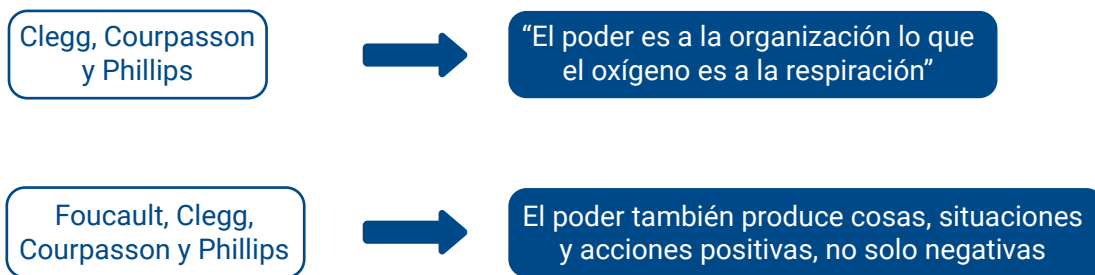 Clegg, Courpasson
y Phillips
“El poder es a la organización lo que
el oxígeno es a la respiración”
Foucault, Clegg,
Courpasson y Phillips
El poder también produce cosas, situaciones
y acciones positivas, no solo negativas